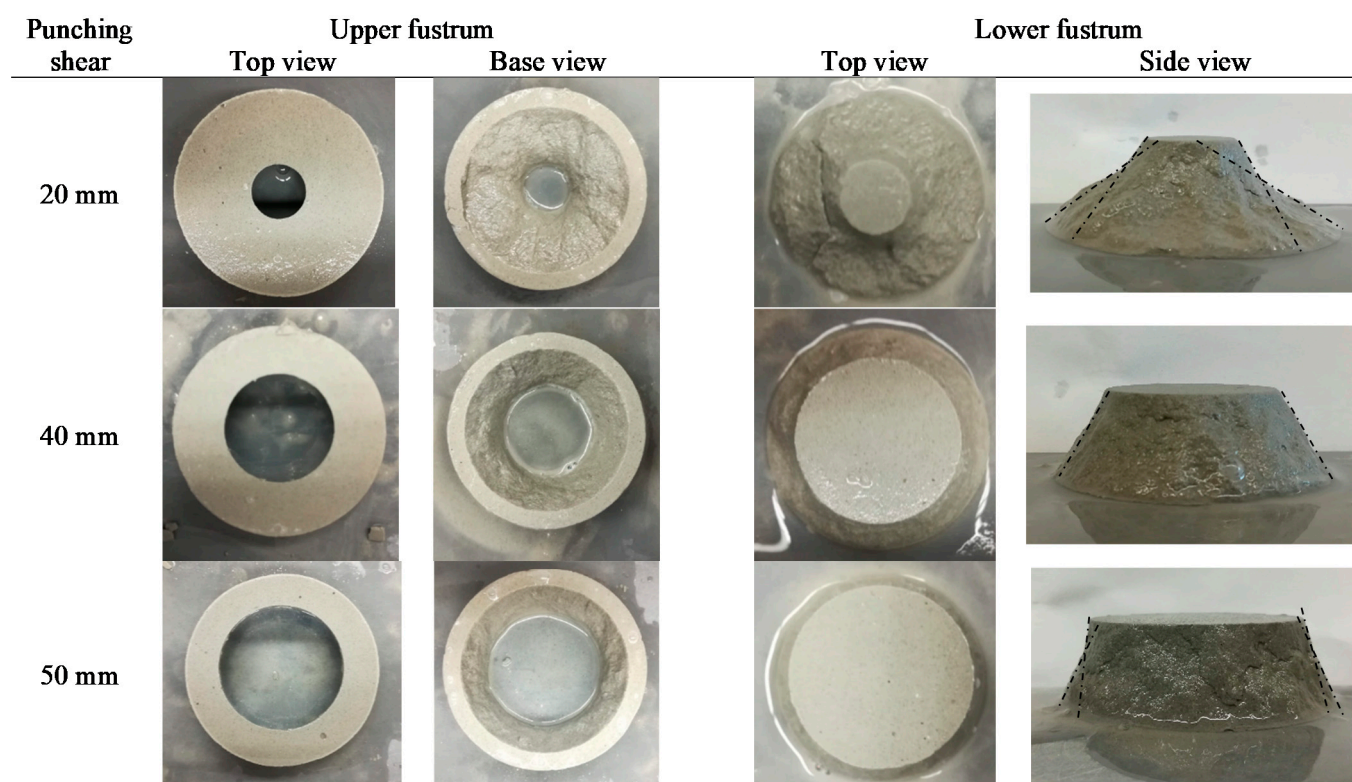 Punching shear
Upper fustrum
Lower fustrum
Top view
Base view
Top view
Side view
20 mm
40 mm
50 mm